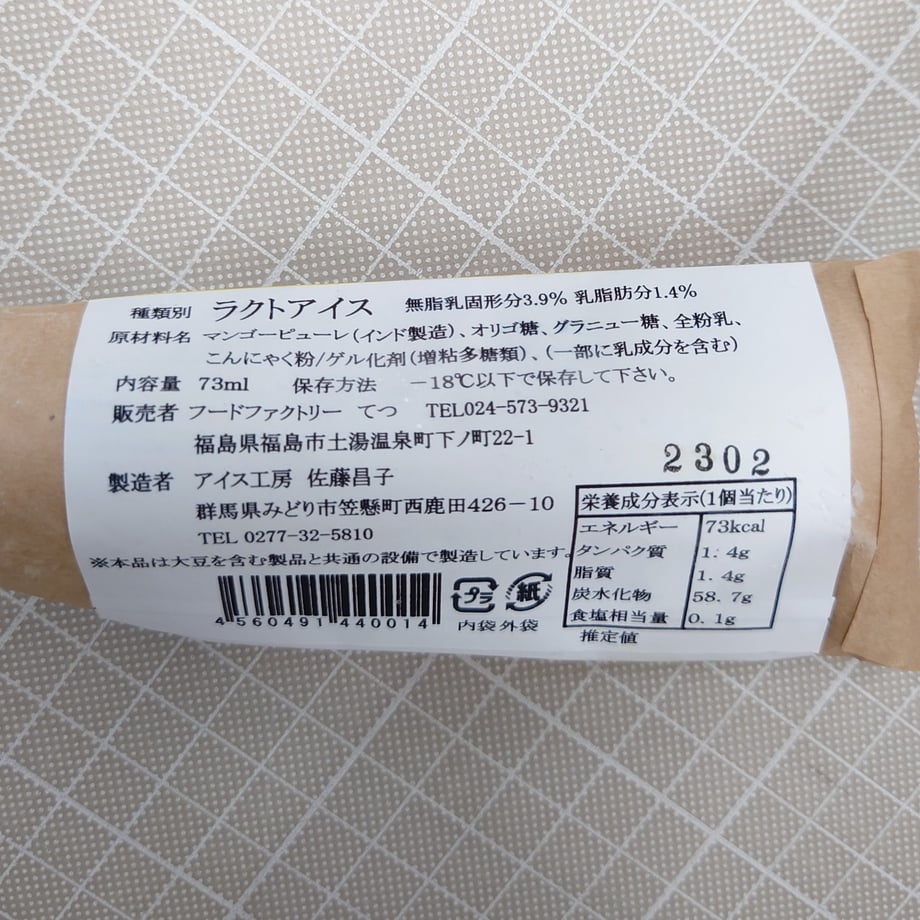 種類別 ラクトアイス 無脂乳固形分3.9% 乳脂肪分1.4%
原材料名 マンゴーピューレ(インド製造)、オリゴ糖、グラニュー糖、全粉乳、
こんにゃく粉/ゲル化剤(増粘多糖類)、(一部に乳成分を含む)
内容量 73ml 保存方法 -18℃以下で保存して下さい。
販売者 フードファクトリー てつ TEL024-573-9321
福島県福島市土湯温泉町下ノ町22-1
製造者 アイス工房 佐藤昌子
群馬県みどり市笠懸町西鹿田426-10
TEL 0277-32-5810
※本品は大豆を含む製品と共通の設備で製造しています。
4 560491 440014
プラ 紙
内袋 外袋
2302
栄養成分表示(1個当たり)
エネルギー 73kcal
タンパク質 1.4g
脂質 1.4g
炭水化物 58.7g
食塩相当量 0.1g
推定値